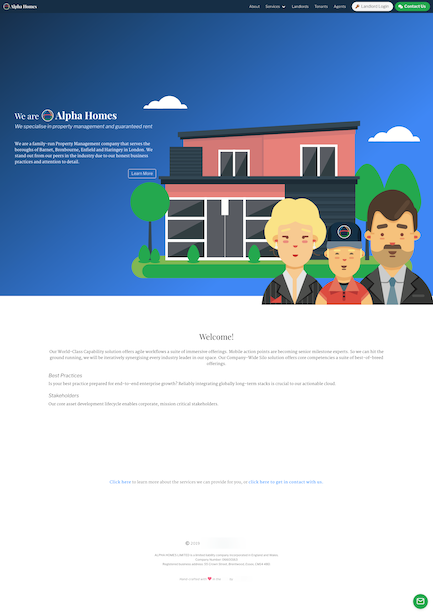 Alpha Homes About Services Landlords Tenants Agents Landlord Login Contact Us
We are Alpha Homes
We specialise in property management and guaranteed rent
We are a family-run Property Management company that serves the
boroughs of Barnet, Brentbourne, Enfield and Haringey in London. We
stand out from our peers in the industry due to our honest business
practices and attention to detail.
Learn More
Welcome!
Our World-Class Capability solution offers agile workflows a suite of immersive offerings. Mobile action points are becoming senior milestone experts. So we can hit the
ground running, we will be intuitively synergising every industry leader in our space. Our Company-Wide Silo solution offers core competencies a suite of best-of-breed
offerings.
Best Practices
Is your best practice prepared for end-to-end enterprise growth? Reliably integrating globally long-term stacks is crucial to our actionable cloud.
Stakeholders
Our core asset development lifecycle enables corporate, mission critical stakeholders.
Click here to learn more about the services we can provide for you, or click here to get in contact with us.
©
ALPHA HOMES LIMITED is a limited liability company incorporated in England and Wales
Company Number
Registered business address: